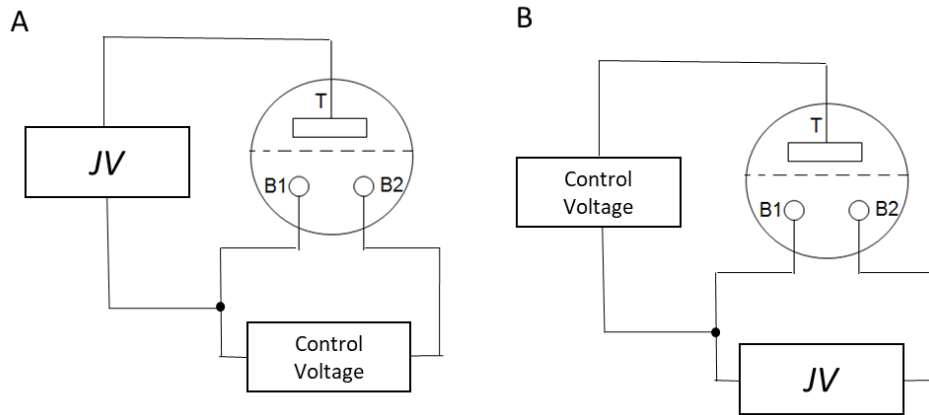 A
T
JV
B1
B2
Control
Voltage
B
T
Control
Voltage
B1
B2
JV